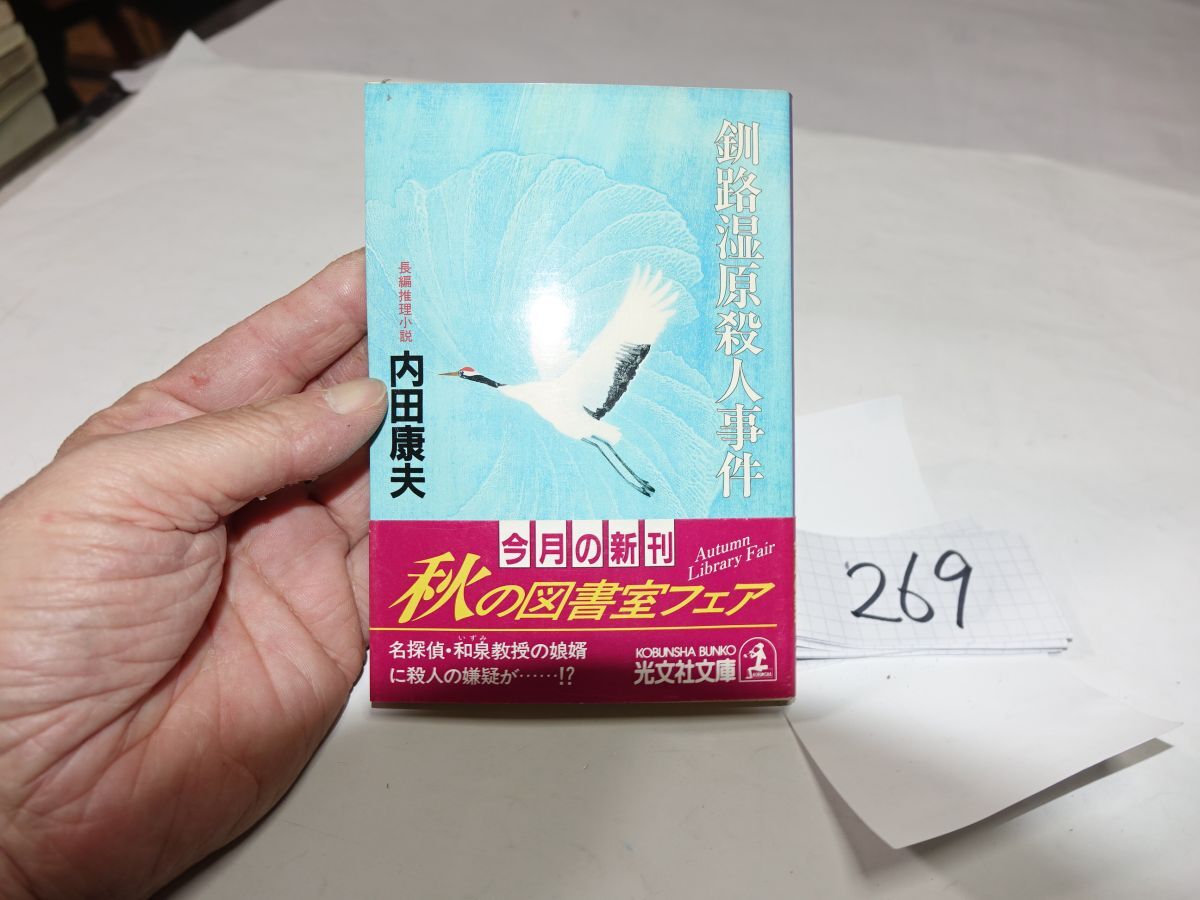 釧路湿原殺人事件
長編推理小説
内田康夫
今月の新刊
Autumn
Library Fair
秋の図書室フェア
名探偵・和泉教授の娘婿
いずみ
に殺人の嫌疑が……!?
KOBUNSHA BUNKO
光文社文庫
KOBUNSHA
269